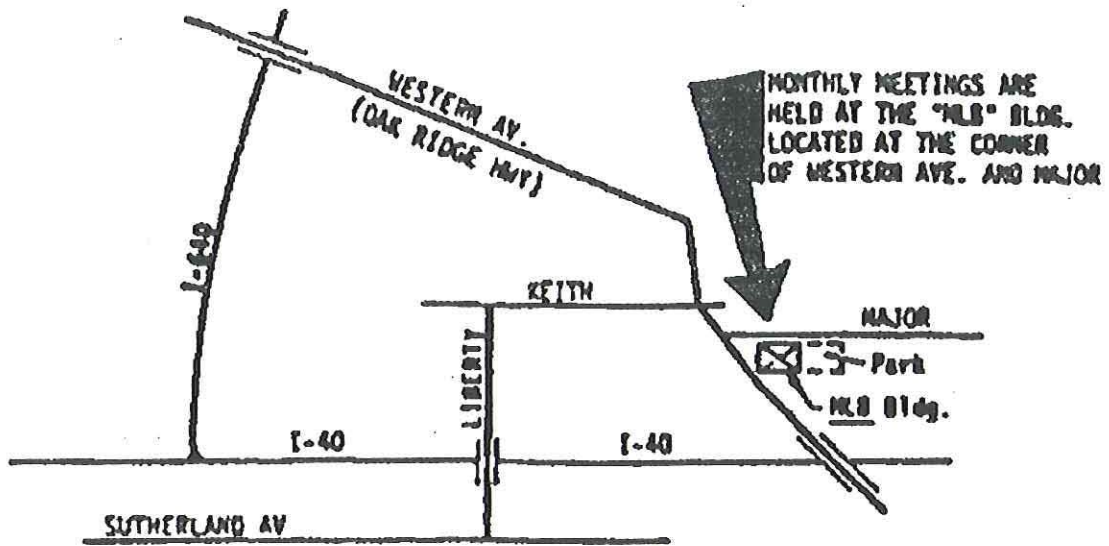 WESTERN AV.
(OAK RIDGE HWY)
MONTHLY MEETINGS ARE
HELD AT THE "MLB" BLDG.
LOCATED AT THE CORNER
OF WESTERN AVE. AND MAJOR
I-640
KEITH
MAJOR
LIBERTY
Park
MLB Bldg.
I-40
I-40
SUTHERLAND AV